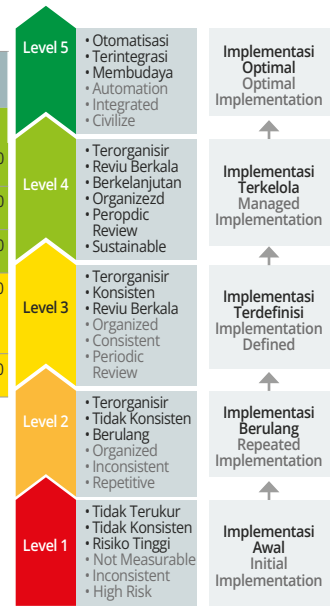 Level 5
• Otomatisasi
• Terintegrasi
• Membudaya
• Automation
• Integrated
• Civilize
Implementasi
Optimal
Optimal
Implementation
Level 4
• Terorganisir
• Reviu Berkala
• Berkelanjutan
• Organizezd
• Peropdic
Review
• Sustainable
Implementasi
Terkelola
Managed
Implementation
Level 3
• Terorganisir
• Konsisten
• Reviu Berkala
• Organized
• Consistent
• Periodic
Review
Implementasi
Terdefinisi
Implementation
Defined
Level 2
• Terorganisir
• Tidak Konsisten
• Berulang
• Organized
• Inconsistent
• Repetitive
Implementasi
Berulang
Repeated
Implementation
Level 1
• Tidak Terukur
• Tidak Konsisten
• Risiko Tinggi
• Not Measurable
• Inconsistent
• High Risk
Implementasi
Awal
Initial
Implementation